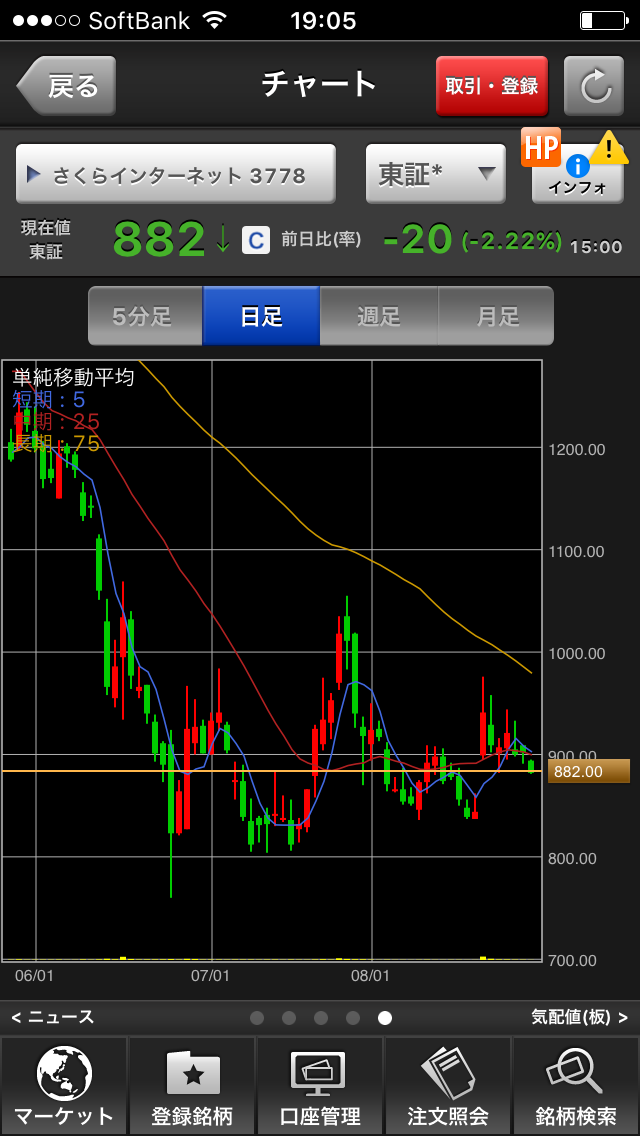 SoftBank 19:05
戻る チャート 取引・登録
さくらインターネット 3778 東証* HP インフォ
現在値 882↓ C 前日比(率) -20 (-2.22%) 15:00
東証
5分足 日足 週足 月足
単純移動平均
短期:5
中期:25
長期:75
1200.00
1100.00
1000.00
900.00
882.00
800.00
700.00
06/01 07/01 08/01
< ニュース 気配値(板) >
マーケット 登録銘柄 口座管理 注文照会 銘柄検索